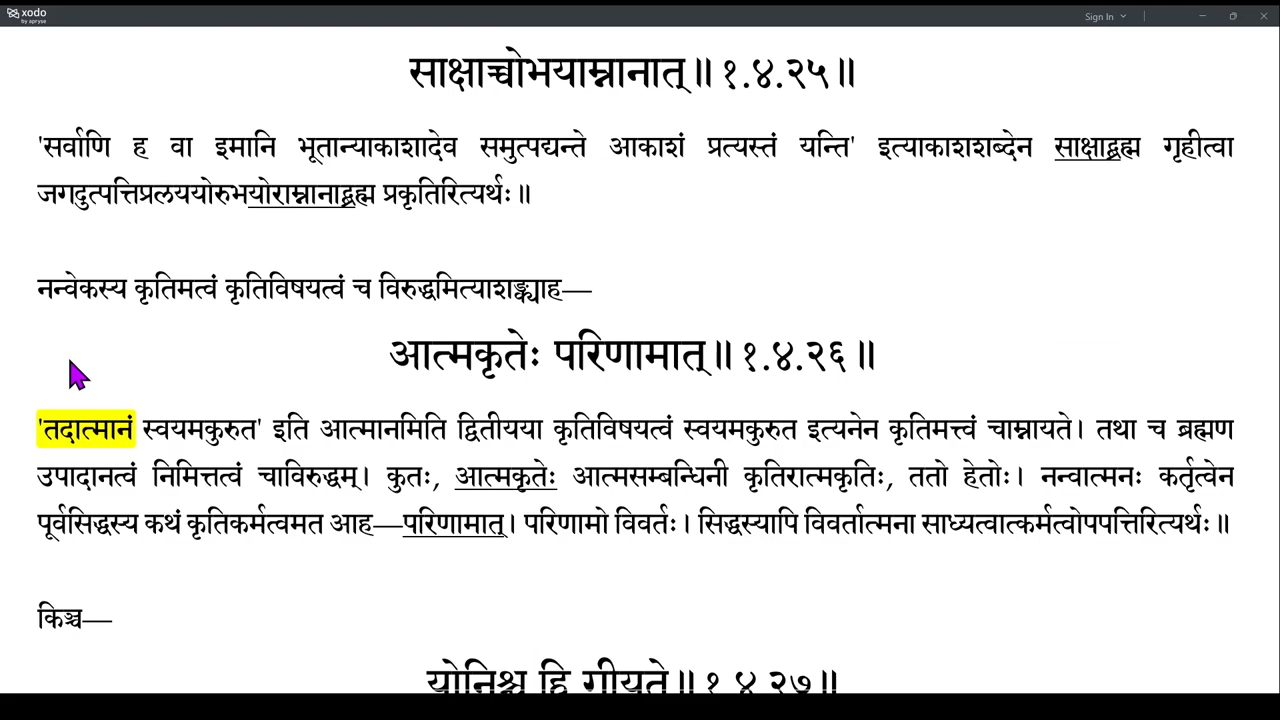 xodo
by apryse
Sign In
साक्षाच्चोभयाम्नानात्॥ १.४.२५॥
'सर्वाणि ह वा इमानि भूतान्याकाशादेव समुत्पद्यन्ते आकाशं प्रत्यस्तं यन्ति' इत्याकाशशब्देन साक्षाद्ब्रह्म गृहीत्वा
जगदुत्पत्तिप्रलययोरुभयोराम्नानाद्ब्रह्म प्रकृतिरित्यर्थः॥
नन्वेकस्य कृतिमत्वं कृतिविषयत्वं च विरुद्धमित्याशङ्क्याह—
आत्मकृतेः परिणामात्॥ १.४.२६॥
'तदात्मानं स्वयमकुरुत' इति आत्मानमिति द्वितीयया कृतिविषयत्वं स्वयमकुरुत इत्यनेन कृतिमत्त्वं चाम्नायते। तथा च ब्रह्मण
उपादानत्वं निमित्तत्वं चाविरुद्धम्। कुतः, आत्मकृतेः आत्मसम्बन्धिनी कृतिरात्मकृतिः, ततो हेतोः। नन्वात्मनः कर्तृत्वेन
पूर्वसिद्धस्य कथं कृतिकर्मत्वमत आह—परिणामात्। परिणामो विवर्तः। सिद्धस्यापि विवर्तात्मना साध्यत्वात्कर्मत्वोपपत्तिरित्यर्थः॥
किञ्च—
योनिश्च हि गीयते॥ १.४.२७॥